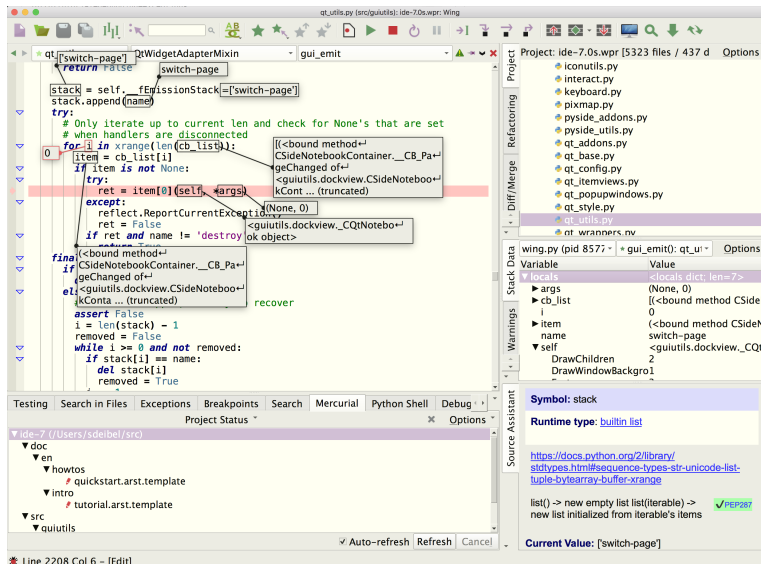 qt_utils.py (src/guiutils): ide-7.0s.wpr: Wing
['switch-page']
QtWidgetAdapterMixin
gui_emit
return False
switch-page
stack = self.__fEmissionStack
=['switch-page']
stack.append(name)
try:
# Only iterate up to current len and check for None's that are set
# when handlers are disconnected
for i in xrange(len(cb_list)):
0
item = cb_list[i]
if item is not None:
[(<bound method↵
CSideNotebookContainer.__CB_Pa↵
geChanged of↵
<guiutils.dockview.CSideNoteboo↵
kCont ... (truncated)
try:
ret = item[0](self, *args)
(None, 0)
except:
reflect.ReportCurrentException()
ret = False
<guiutils.dockview._CQtNotebo↵
ok object>
if ret and name != 'destroy'
return True
(<bound method↵
CSideNotebookContainer.__CB_Pa↵
geChanged of↵
<guiutils.dockview.CSideNoteboo↵
kConta ... (truncated)
recover
assert False
i = len(stack) - 1
removed = False
while i >= 0 and not removed:
if stack[i] == name:
del stack[i]
removed = True
Project
Refactoring
Diff/Merge
Project: ide-7.0s.wpr [5323 files / 437 d
Options
iconutils.py
interact.py
keyboard.py
pixmap.py
pyside_addons.py
pyside_utils.py
qt_addons.py
qt_base.py
qt_config.py
qt_itemviews.py
qt_popupwindows.py
qt_style.py
qt_utils.py
qt_wrappers.py
Stack Data
Warnings
wing.py (pid 8577
gui_emit(): qt_u
Options
Variable
Value
locals
<locals dict; len=7>
args
(None, 0)
cb_list
[(<bound method CSideN
i
0
item
(<bound method CSideN
name
switch-page
self
<guiutils.dockview._CQt
DrawChildren
2
DrawWindowBackgro
1
Testing
Search in Files
Exceptions
Breakpoints
Search
Mercurial
Python Shell
Debug
Project Status
Options
ide-7 (/Users/sdeibel/src)
doc
en
howtos
quickstart.arst.template
intro
tutorial.arst.template
src
guiutils
Auto-refresh
Refresh
Cancel
Source Assistant
Symbol: stack
Runtime type: builtin list
https://docs.python.org/2/library/
stdtypes.html#sequence-types-str-unicode-list-
tuple-bytearray-buffer-xrange
list() -> new empty list list(iterable) ->
new list initialized from iterable's items
✓PEP287
Current Value: ['switch-page']
Line 2208 Col 6 - [Edit]